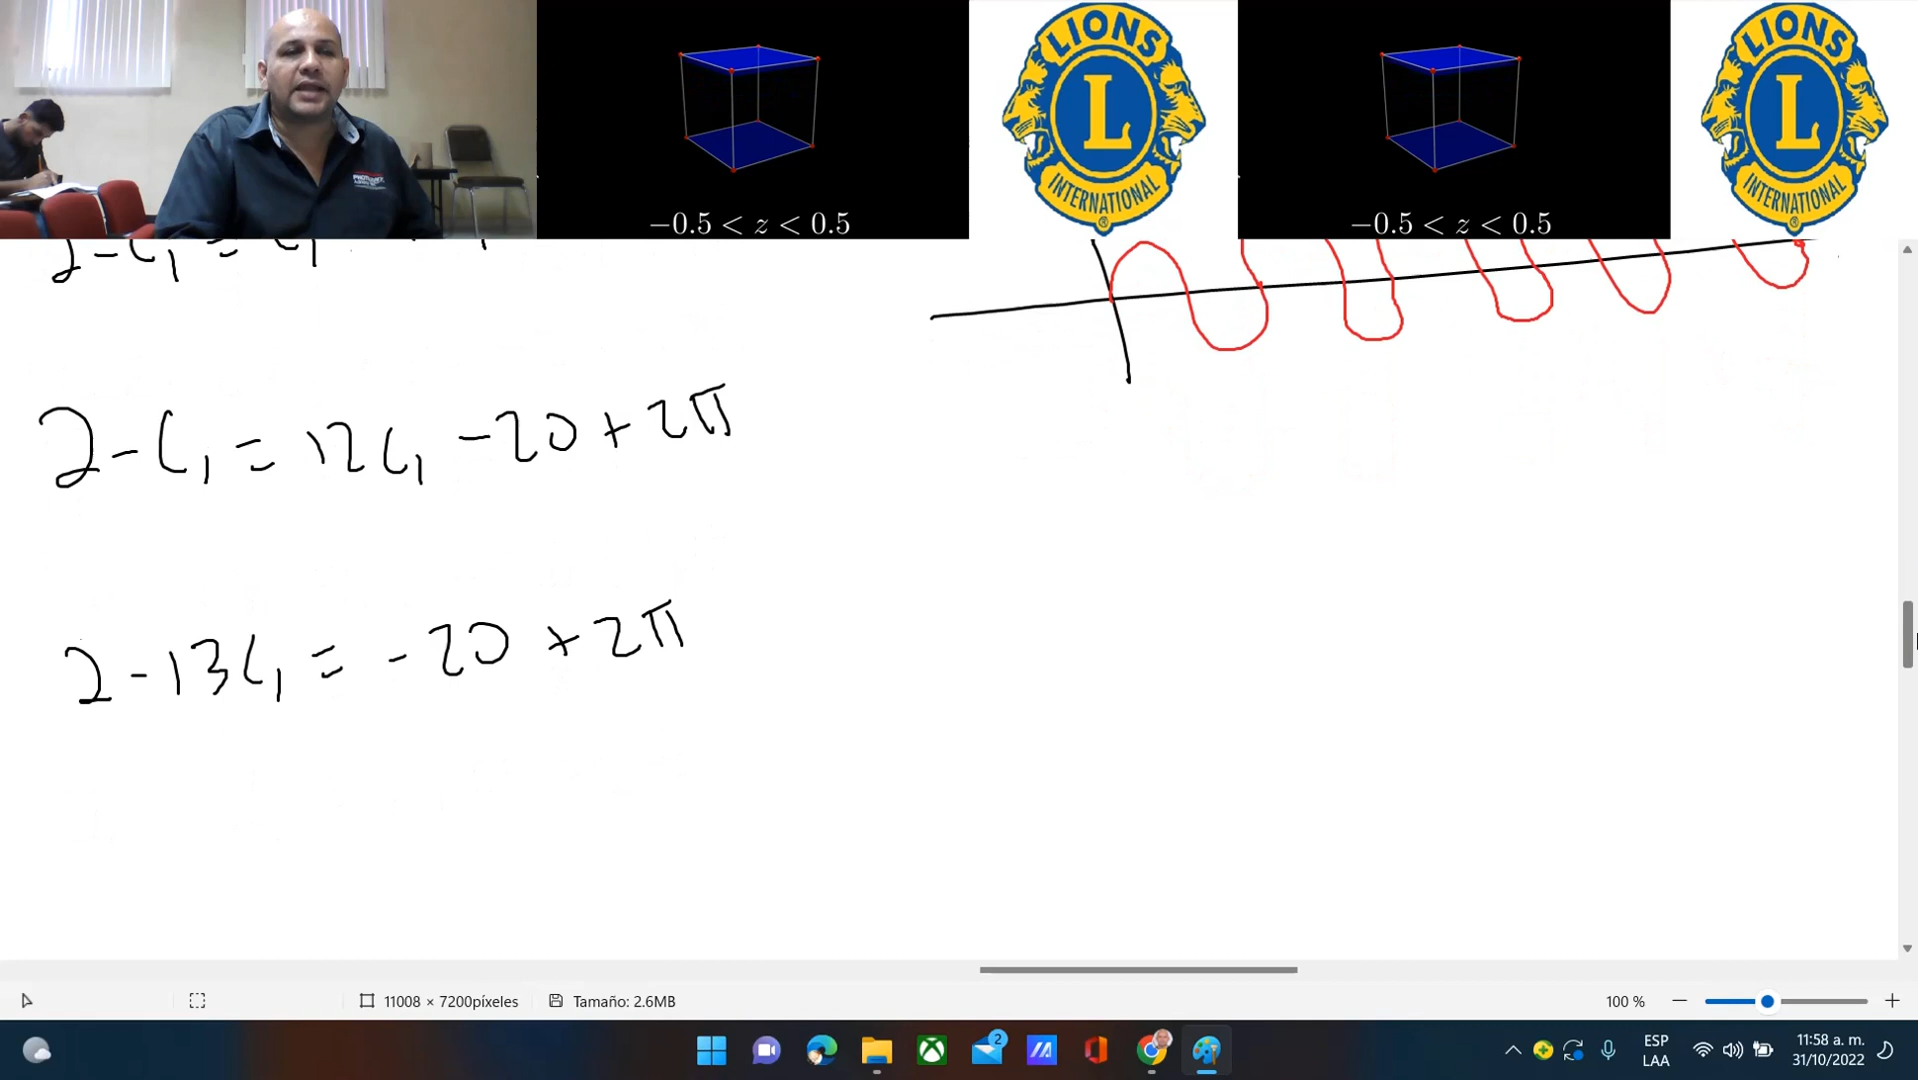 −0.5 < z < 0.5
LIONS
L
INTERNATIONAL
®
−0.5 < z < 0.5
LIONS
L
INTERNATIONAL
®
2-C₁ = 12C₁ -20 + 2π
2-13C₁ = -20 + 2π
11008 × 7200píxeles
Tamaño: 2.6MB
100 %
2
ESP
LAA
11:58 a. m.
31/10/2022